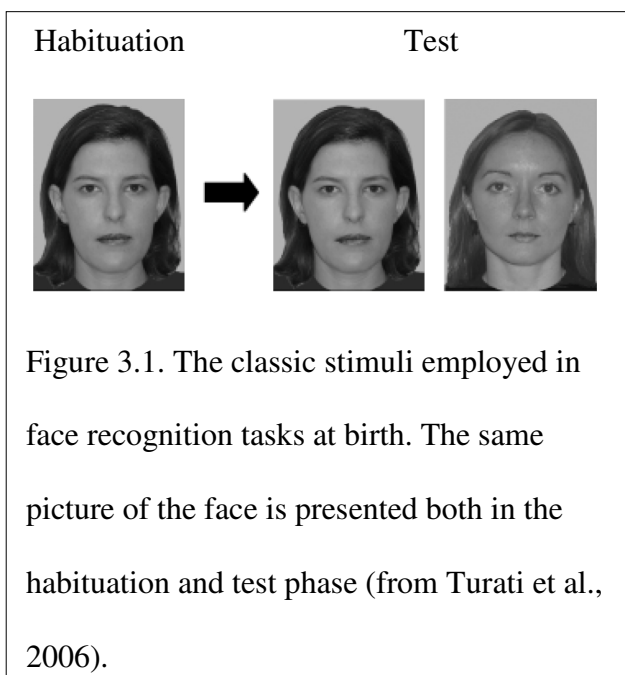 Habituation Test
Figure 3.1. The classic stimuli employed in
face recognition tasks at birth. The same
picture of the face is presented both in the
habituation and test phase (from Turati et al.,
2006).